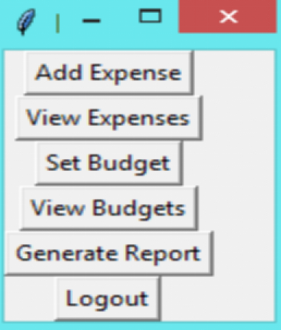 Add Expense
View Expenses
Set Budget
View Budgets
Generate Report
Logout